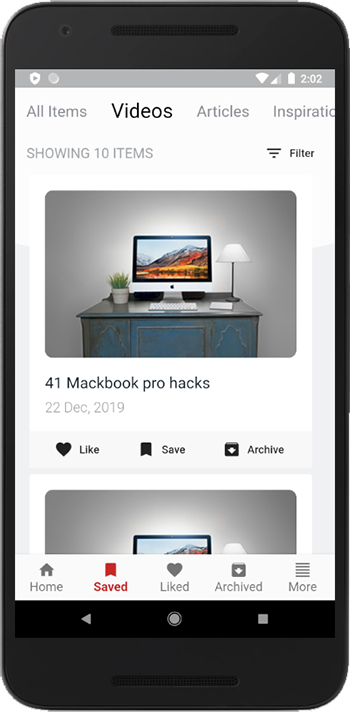 2:02
All Items Videos Articles Inspiratic
SHOWING 10 ITEMS Filter
41 Mackbook pro hacks
22 Dec, 2019
Like Save Archive
Home Saved Liked Archived More